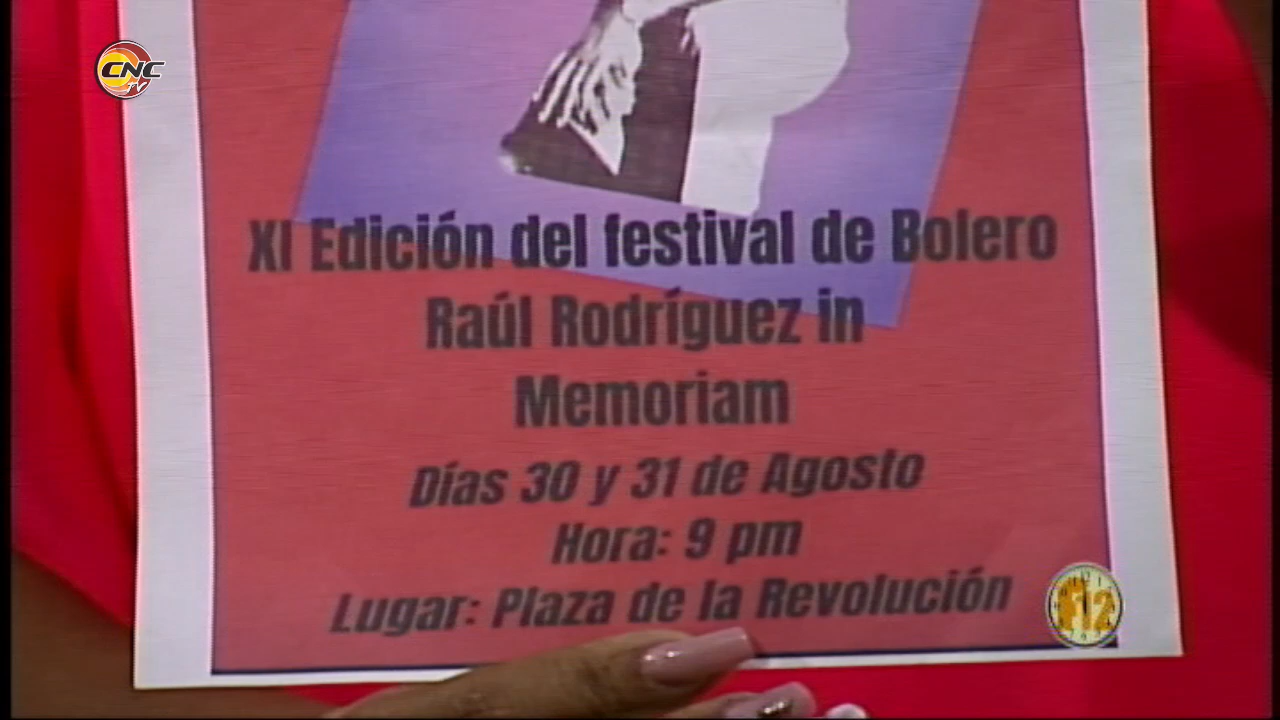 CNC
TV
XI Edición del festival de Bolero
Raúl Rodríguez in
Memoriam
Días 30 y 31 de Agosto
Hora: 9 pm
Lugar: Plaza de la Revolución